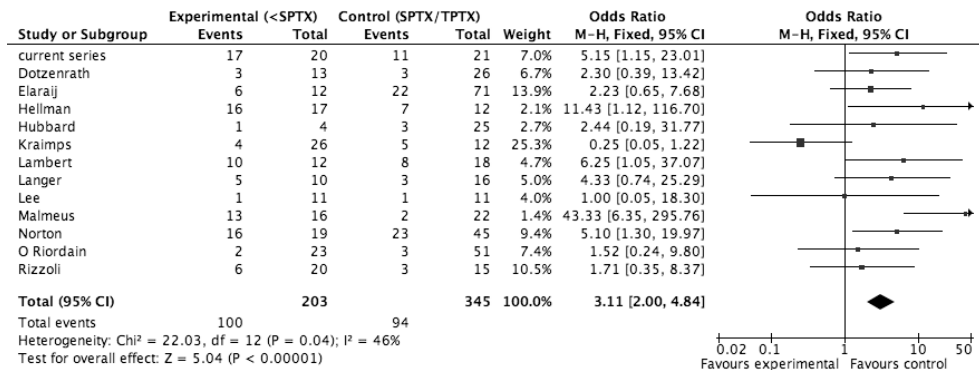 Experimental (<SPTX) Control (SPTX/TPTX) Odds Ratio Odds Ratio
Study or Subgroup Events Total Events Total Weight M-H, Fixed, 95% CI M-H, Fixed, 95% CI
current series 17 20 11 21 7.0% 5.15 [1.15, 23.01]
Dotzenrath 3 13 3 26 6.7% 2.30 [0.39, 13.42]
Elaraij 6 12 22 71 13.9% 2.23 [0.65, 7.68]
Hellman 16 17 7 12 2.1% 11.43 [1.12, 116.70]
Hubbard 1 4 3 25 2.7% 2.44 [0.19, 31.77]
Kraimps 4 26 5 12 25.3% 0.25 [0.05, 1.22]
Lambert 10 12 8 18 4.7% 6.25 [1.05, 37.07]
Langer 5 10 3 16 5.0% 4.33 [0.74, 25.29]
Lee 1 11 1 11 4.0% 1.00 [0.05, 18.30]
Malmeus 13 16 2 22 1.4% 43.33 [6.35, 295.76]
Norton 16 19 23 45 9.4% 5.10 [1.30, 19.97]
O Riordain 2 23 3 51 7.4% 1.52 [0.24, 9.80]
Rizzoli 6 20 3 15 10.5% 1.71 [0.35, 8.37]
Total (95% CI) 203 345 100.0% 3.11 [2.00, 4.84]
Total events 100 94
Heterogeneity: Chi² = 22.03, df = 12 (P = 0.04); I² = 46%
Test for overall effect: Z = 5.04 (P < 0.00001)
0.02 0.1 1 10 50
Favours experimental Favours control